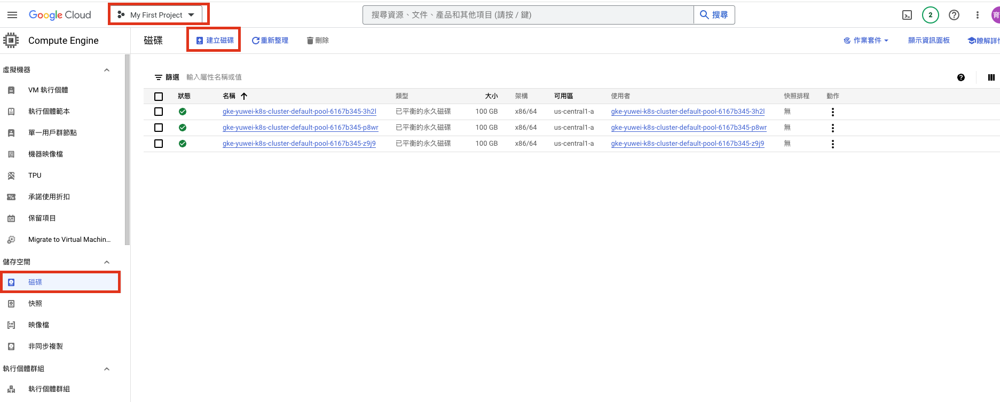 Google Cloud
My First Project
搜尋資源、文件、產品和其他項目 (請按 / 鍵)
搜尋
2
育
Compute Engine
磁碟
建立磁碟
重新整理
刪除
作業套件
顯示資訊面板
瞭解詳情
虛擬機器
VM 執行個體
執行個體範本
單一用戶群節點
機器映像檔
TPU
承諾使用折扣
保留項目
Migrate to Virtual Machin...
儲存空間
磁碟
快照
映像檔
非同步複製
執行個體群組
執行個體群組
篩選 輸入屬性名稱或值
狀態 名稱 類型 大小 架構 可用區 使用者 快照排程 動作
gke-yuwei-k8s-cluster-default-pool-6167b345-3h2l 已平衡的永久磁碟 100 GB x86/64 us-central1-a gke-yuwei-k8s-cluster-default-pool-6167b345-3h2l 無
gke-yuwei-k8s-cluster-default-pool-6167b345-p8wr 已平衡的永久磁碟 100 GB x86/64 us-central1-a gke-yuwei-k8s-cluster-default-pool-6167b345-p8wr 無
gke-yuwei-k8s-cluster-default-pool-6167b345-z9j9 已平衡的永久磁碟 100 GB x86/64 us-central1-a gke-yuwei-k8s-cluster-default-pool-6167b345-z9j9 無